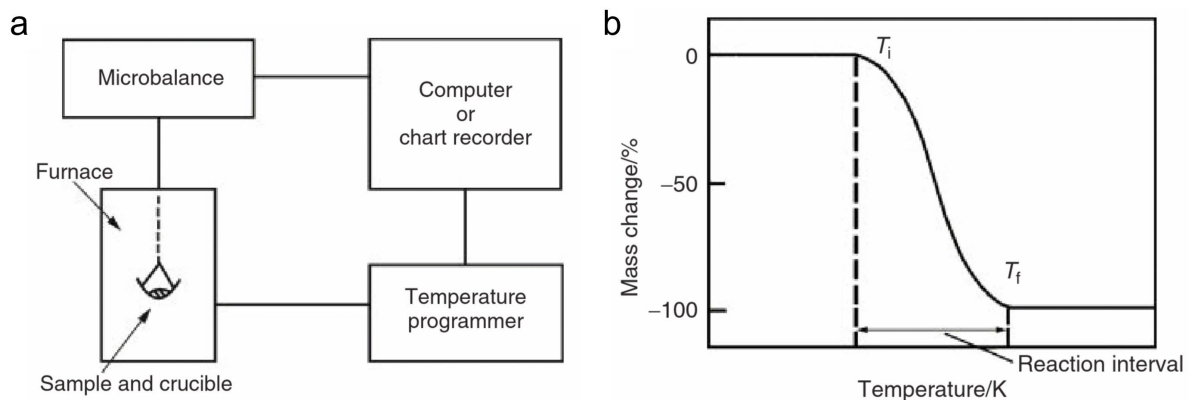 a
Microbalance
Computer
or
chart recorder
Furnace
Temperature
programmer
Sample and crucible
b
0
−50
−100
Mass change/%
Ti
Tf
Reaction interval
Temperature/K